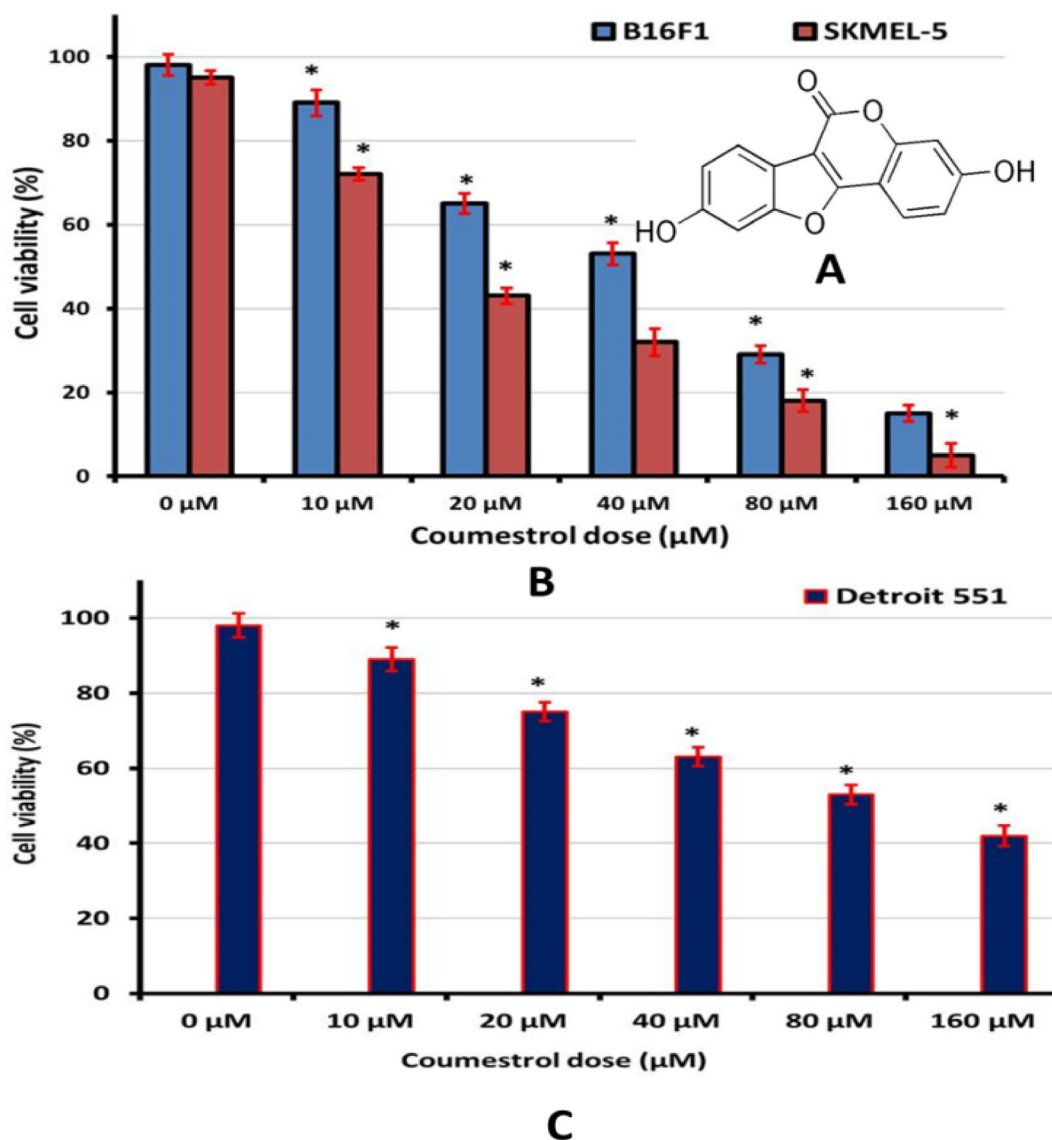 B16F1 SKMEL-5
Cell viability (%)
100
80
60
40
20
0
* * * * * * * *
*
O
O
O
HO
OH
A
0 µM 10 µM 20 µM 40 µM 80 µM 160 µM
Coumestrol dose (µM)
B
Detroit 551
Cell viability (%)
100
80
60
40
20
0
* * * * *
0 µM 10 µM 20 µM 40 µM 80 µM 160 µM
Coumestrol dose (µM)
C